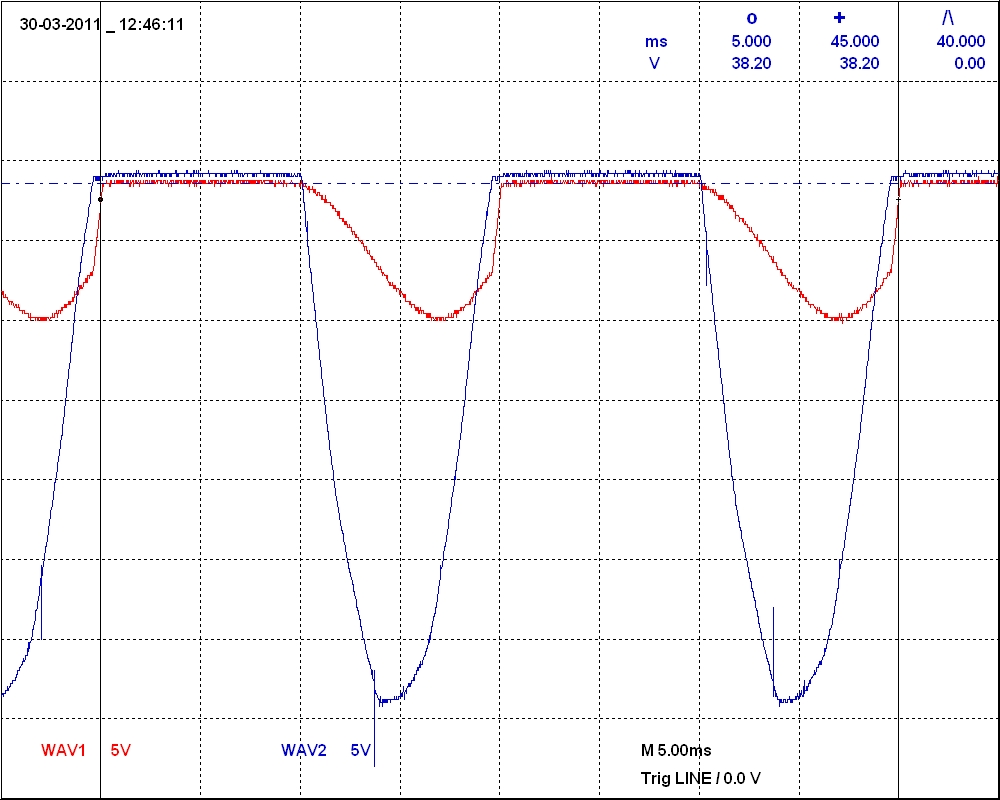 30-03-2011 _ 12:46:11
o + /\
ms 5.000 45.000 40.000
V 38.20 38.20 0.00
WAV1 5V WAV2 5V M 5.00ms
Trig LINE / 0.0 V